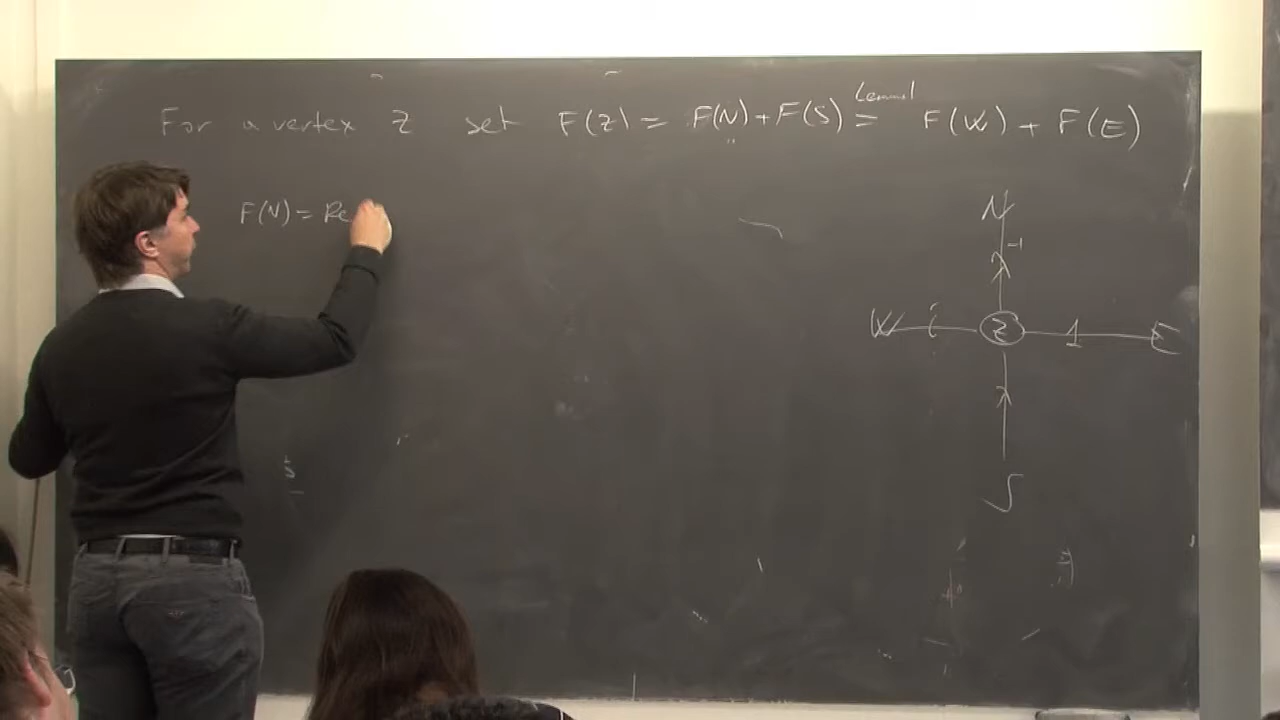 For a vertex Z set F(Z) = F(N) + F(S) = F(W) + F(E)
Lemma
F(N) = Re
N
-1
W i Z 1 E
S